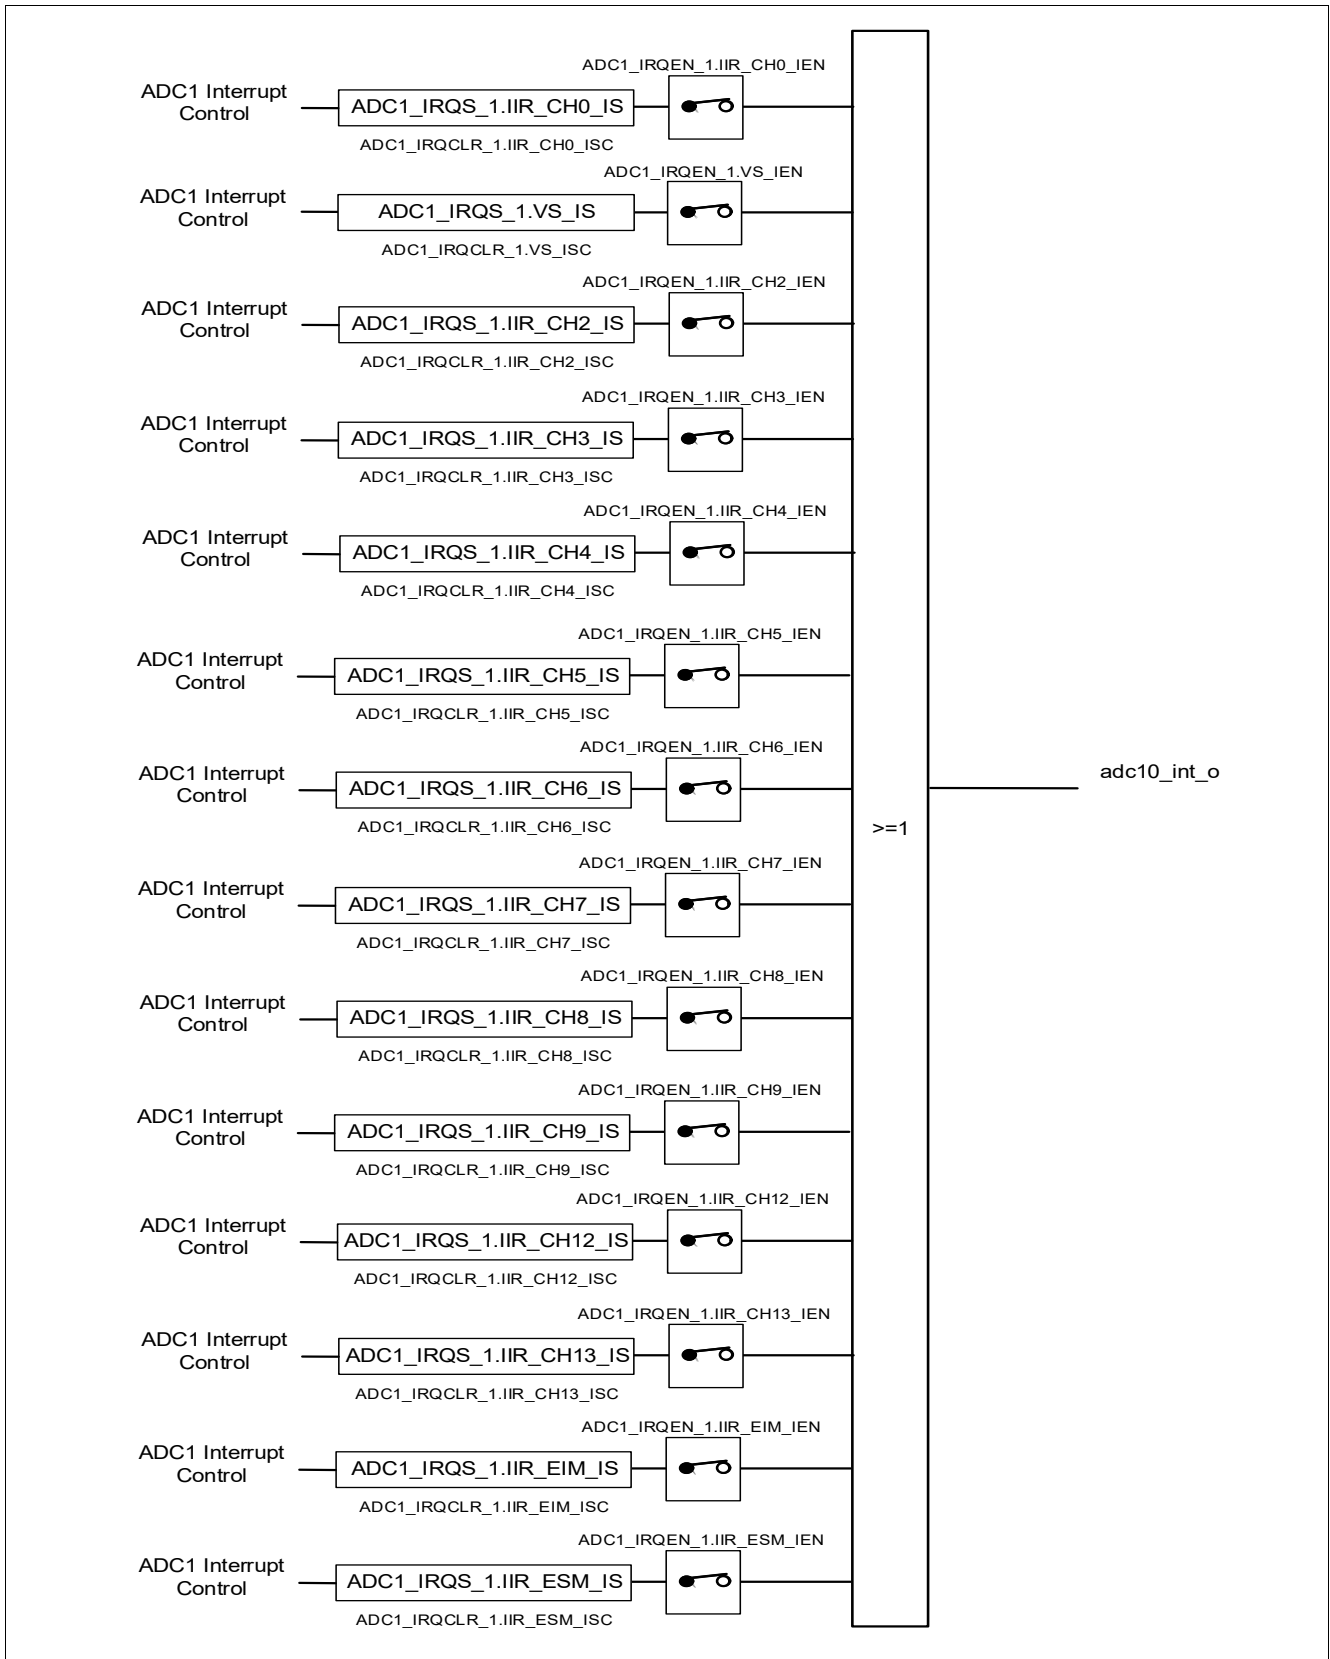 ADC1_IRQEN_1.IIR_CH0_IEN
ADC1 Interrupt
Control
ADC1_IRQS_1.IIR_CH0_IS
ADC1_IRQCLR_1.IIR_CH0_ISC
ADC1_IRQEN_1.VS_IEN
ADC1 Interrupt
Control
ADC1_IRQS_1.VS_IS
ADC1_IRQCLR_1.VS_ISC
ADC1_IRQEN_1.IIR_CH2_IEN
ADC1 Interrupt
Control
ADC1_IRQS_1.IIR_CH2_IS
ADC1_IRQCLR_1.IIR_CH2_ISC
ADC1_IRQEN_1.IIR_CH3_IEN
ADC1 Interrupt
Control
ADC1_IRQS_1.IIR_CH3_IS
ADC1_IRQCLR_1.IIR_CH3_ISC
ADC1_IRQEN_1.IIR_CH4_IEN
ADC1 Interrupt
Control
ADC1_IRQS_1.IIR_CH4_IS
ADC1_IRQCLR_1.IIR_CH4_ISC
ADC1_IRQEN_1.IIR_CH5_IEN
ADC1 Interrupt
Control
ADC1_IRQS_1.IIR_CH5_IS
ADC1_IRQCLR_1.IIR_CH5_ISC
ADC1_IRQEN_1.IIR_CH6_IEN
ADC1 Interrupt
Control
ADC1_IRQS_1.IIR_CH6_IS
ADC1_IRQCLR_1.IIR_CH6_ISC
adc10_int_o
>=1
ADC1_IRQEN_1.IIR_CH7_IEN
ADC1 Interrupt
Control
ADC1_IRQS_1.IIR_CH7_IS
ADC1_IRQCLR_1.IIR_CH7_ISC
ADC1_IRQEN_1.IIR_CH8_IEN
ADC1 Interrupt
Control
ADC1_IRQS_1.IIR_CH8_IS
ADC1_IRQCLR_1.IIR_CH8_ISC
ADC1_IRQEN_1.IIR_CH9_IEN
ADC1 Interrupt
Control
ADC1_IRQS_1.IIR_CH9_IS
ADC1_IRQCLR_1.IIR_CH9_ISC
ADC1_IRQEN_1.IIR_CH12_IEN
ADC1 Interrupt
Control
ADC1_IRQS_1.IIR_CH12_IS
ADC1_IRQCLR_1.IIR_CH12_ISC
ADC1_IRQEN_1.IIR_CH13_IEN
ADC1 Interrupt
Control
ADC1_IRQS_1.IIR_CH13_IS
ADC1_IRQCLR_1.IIR_CH13_ISC
ADC1_IRQEN_1.IIR_EIM_IEN
ADC1 Interrupt
Control
ADC1_IRQS_1.IIR_EIM_IS
ADC1_IRQCLR_1.IIR_EIM_ISC
ADC1_IRQEN_1.IIR_ESM_IEN
ADC1 Interrupt
Control
ADC1_IRQS_1.IIR_ESM_IS
ADC1_IRQCLR_1.IIR_ESM_ISC